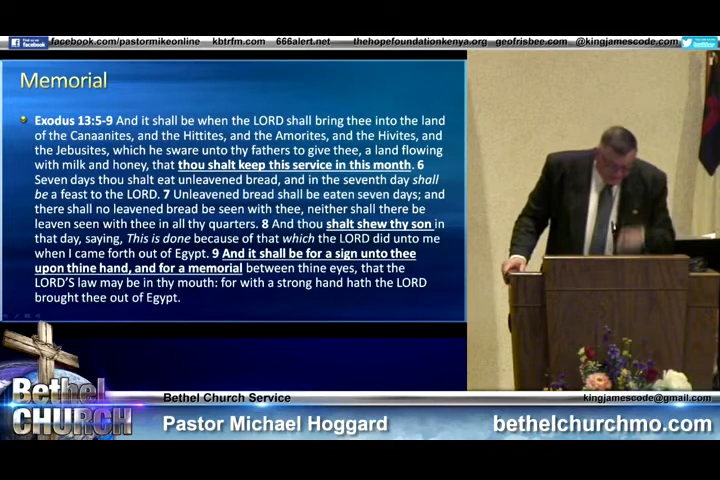 Find us on facebook
facebook.com/pastormikeonline kbtrfm.com 666alert.net thehopefoundationkenya.org geofrisbee.com @kingjamescode.com
twitter
Memorial
Exodus 13:5-9 And it shall be when the LORD shall bring thee into the land
of the Canaanites, and the Hittites, and the Amorites, and the Hivites, and
the Jebusites, which he sware unto thy fathers to give thee, a land flowing
with milk and honey, that thou shalt keep this service in this month. 6
Seven days thou shalt eat unleavened bread, and in the seventh day shall
be a feast to the LORD. 7 Unleavened bread shall be eaten seven days; and
there shall no leavened bread be seen with thee, neither shall there be
leaven seen with thee in all thy quarters. 8 And thou shalt shew thy son in
that day, saying, This is done because of that which the LORD did unto me
when I came forth out of Egypt. 9 And it shall be for a sign unto thee
upon thine hand, and for a memorial between thine eyes, that the
LORD'S law may be in thy mouth: for with a strong hand hath the LORD
brought thee out of Egypt.
Bethel
CHURCH
Bethel Church Service kingjamescode@gmail.com
Pastor Michael Hoggard bethelchurchmo.com